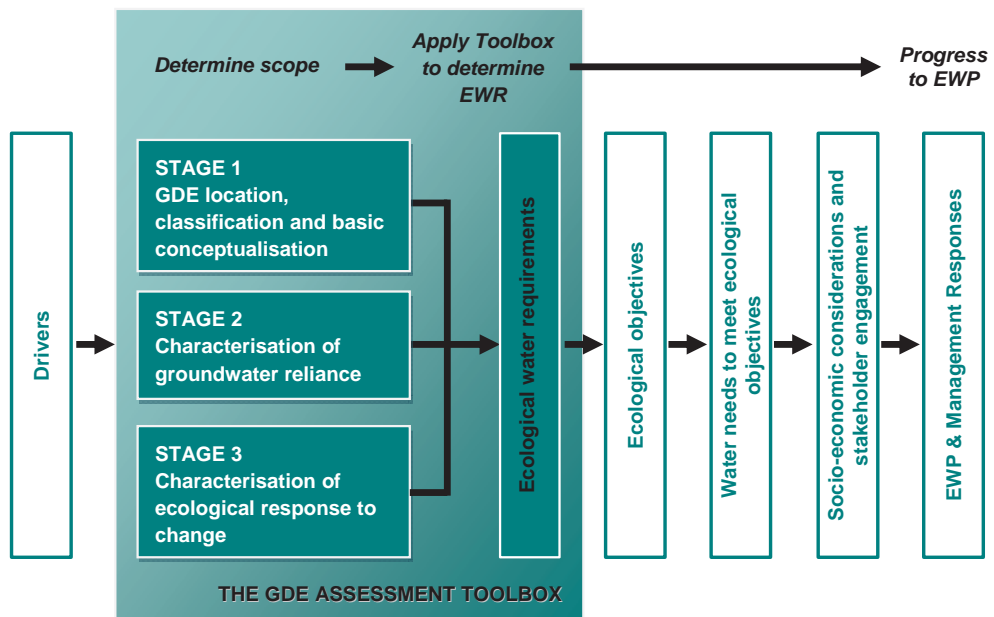 Determine scope
Apply Toolbox
to determine
EWR
Progress
to EWP
Drivers
STAGE 1
GDE location,
classification and basic
conceptualisation
STAGE 2
Characterisation of
groundwater reliance
STAGE 3
Characterisation of
ecological response to
change
Ecological water requirements
Ecological objectives
Water needs to meet ecological
objectives
Socio-economic considerations and
stakeholder engagement
EWP & Management Responses
THE GDE ASSESSMENT TOOLBOX